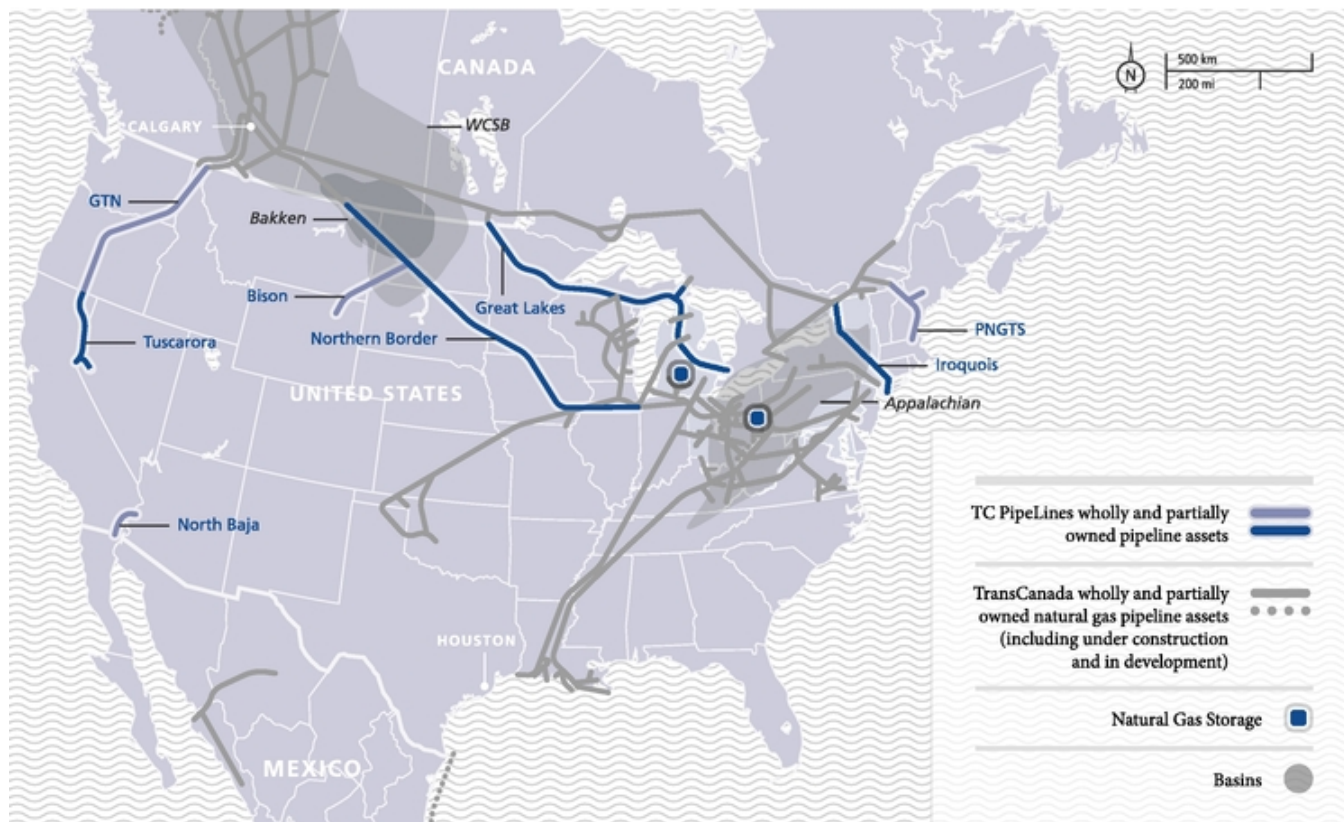 CANADA
500 km
N
200 mi
CALGARY
WCSB
GTN
Bakken
Bison
Great Lakes
Northern Border
Tuscarora
PNGTS
Iroquois
UNITED STATES
Appalachian
North Baja
HOUSTON
MEXICO
TC PipeLines wholly and partially
owned pipeline assets
TransCanada wholly and partially
owned natural gas pipeline assets
(including under construction
and in development)
Natural Gas Storage
Basins